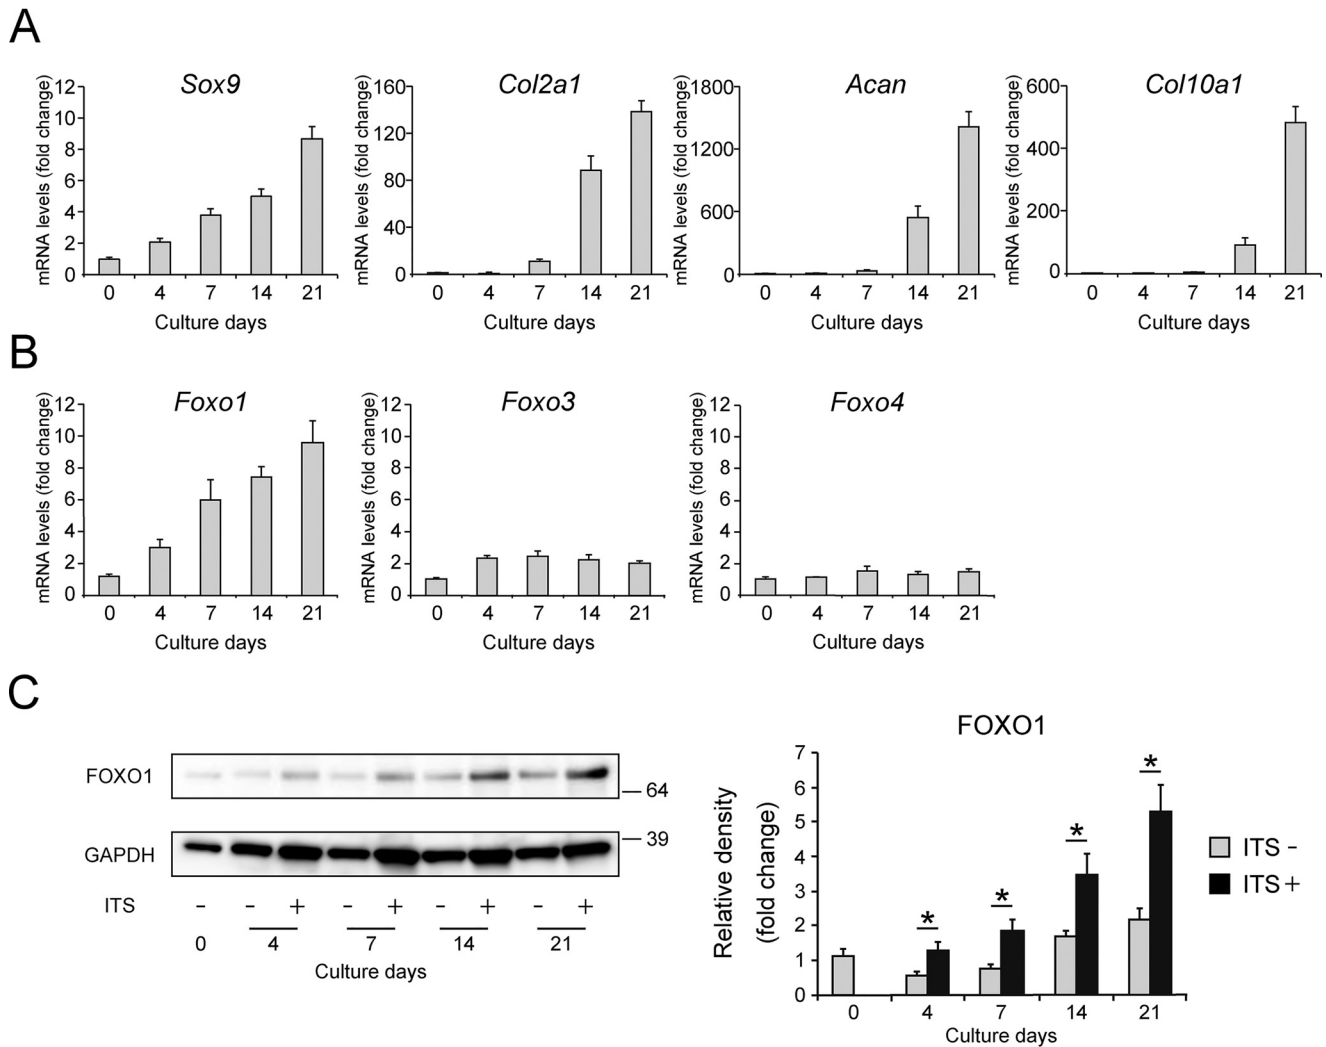 A
Sox9
mRNA levels (fold change)
12
10
8
6
4
2
0
0 4 7 14 21
Culture days
Col2a1
mRNA levels (fold change)
160
120
80
40
0
0 4 7 14 21
Culture days
Acan
mRNA levels (fold change)
1800
1200
600
0
0 4 7 14 21
Culture days
Col10a1
mRNA levels (fold change)
600
400
200
0
0 4 7 14 21
Culture days
B
Foxo1
mRNA levels (fold change)
12
10
8
6
4
2
0
0 4 7 14 21
Culture days
Foxo3
mRNA levels (fold change)
12
10
8
6
4
2
0
0 4 7 14 21
Culture days
Foxo4
mRNA levels (fold change)
12
10
8
6
4
2
0
0 4 7 14 21
Culture days
C
FOXO1
64
GAPDH
39
ITS - - + - + - + - +
0 4 7 14 21
Culture days
FOXO1
Relative density
(fold change)
7
6
5
4
3
2
1
0
* * * *
0 4 7 14 21
Culture days
ITS -
ITS +